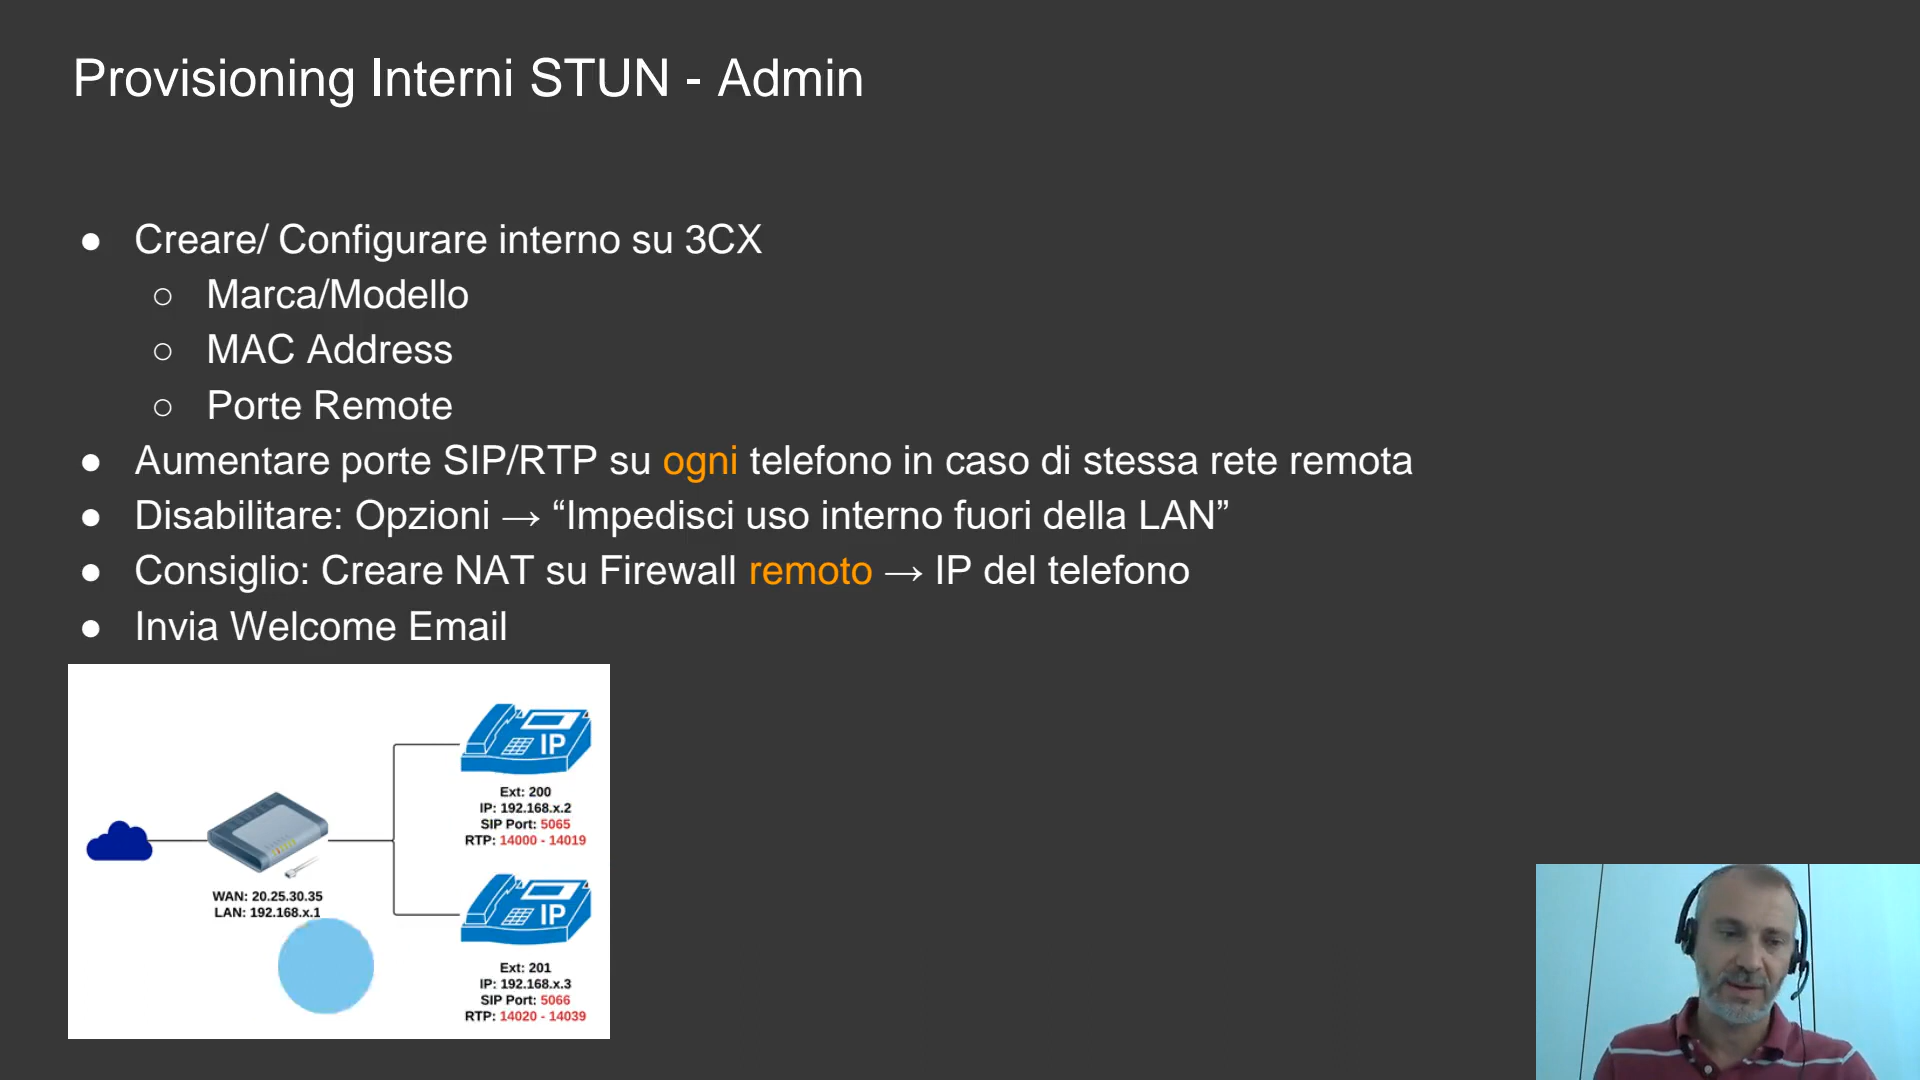 Provisioning Interni STUN - Admin
● Creare/ Configurare interno su 3CX
○ Marca/Modello
○ MAC Address
○ Porte Remote
● Aumentare porte SIP/RTP su ogni telefono in caso di stessa rete remota
● Disabilitare: Opzioni → “Impedisci uso interno fuori della LAN”
● Consiglio: Creare NAT su Firewall remoto → IP del telefono
● Invia Welcome Email
IP
Ext: 200
IP: 192.168.x.2
SIP Port: 5065
RTP: 14000 - 14019
WAN: 20.25.30.35
LAN: 192.168.x.1
IP
Ext: 201
IP: 192.168.x.3
SIP Port: 5066
RTP: 14020 - 14039